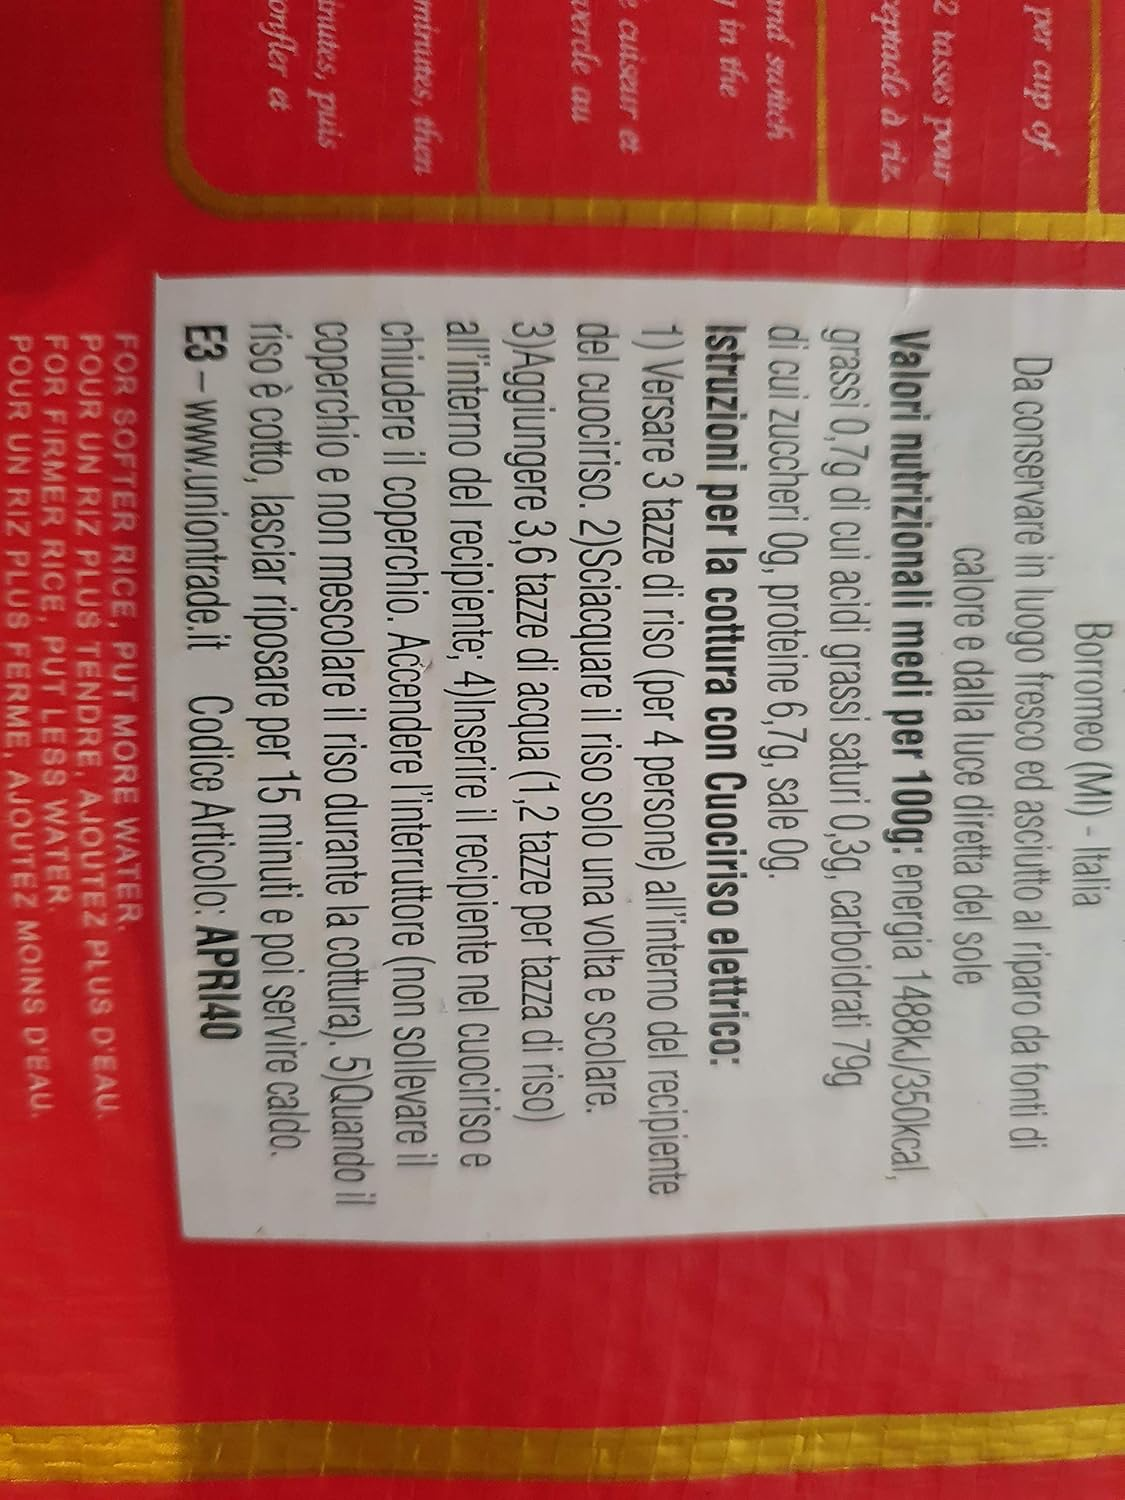 per cup of
2 tasses pour
à riz.
and switch
in the
cuiseur et
au
minutes, then
puis
et
Borromeo (MI) - Italia
Da conservare in luogo fresco ed asciutto al riparo da fonti di
calore e dalla luce diretta del sole
Valori nutrizionali medi per 100g: energia 1488kJ/350kcal,
grassi 0,7g di cui acidi grassi saturi 0,3g, carboidrati 79g
di cui zuccheri 0g, proteine 6,7g, sale 0g.
Istruzioni per la cottura con Cuociriso elettrico:
1) Versare 3 tazze di riso (per 4 persone) all'interno del recipiente
del cuociriso. 2)Sciacquare il riso solo una volta e scolare.
3)Aggiungere 3,6 tazze di acqua (1,2 tazze per tazza di riso)
all'interno del recipiente; 4)Inserire il recipiente nel cuociriso e
chiudere il coperchio. Accendere l'interruttore (non sollevare il
coperchio e non mescolare il riso durante la cottura). 5)Quando il
riso è cotto, lasciar riposare per 15 minuti e poi servire caldo.
E3 – www.uniontrade.it Codice Articolo: APRI40
FOR SOFTER RICE, PUT MORE WATER.
POUR UN RIZ PLUS TENDRE, AJOUTEZ PLUS D'EAU.
FOR FIRMER RICE, PUT LESS WATER.
POUR UN RIZ PLUS FERME, AJOUTEZ MOINS D'EAU.